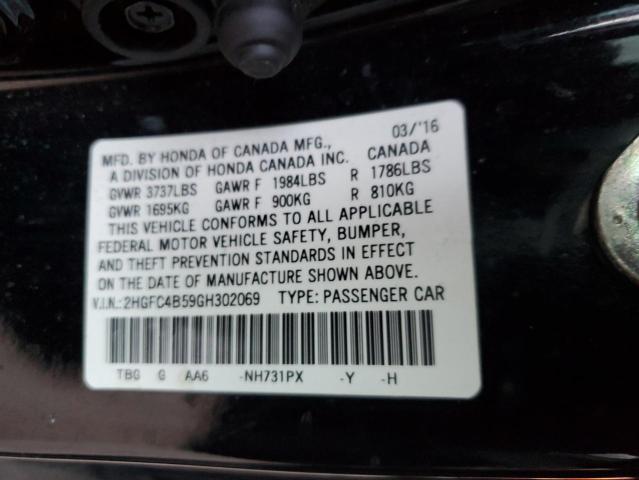 MFD. BY HONDA OF CANADA MFG., 03/'16
A DIVISION OF HONDA CANADA INC. CANADA
GVWR 3737LBS GAWR F 1984LBS R 1786LBS
GVWR 1695KG GAWR F 900KG R 810KG
THIS VEHICLE CONFORMS TO ALL APPLICABLE
FEDERAL MOTOR VEHICLE SAFETY, BUMPER,
AND THEFT PREVENTION STANDARDS IN EFFECT
ON THE DATE OF MANUFACTURE SHOWN ABOVE.
V.I.N.:2HGFC4B59GH302069 TYPE: PASSENGER CAR
TBG G AA6 -NH731PX -Y -H